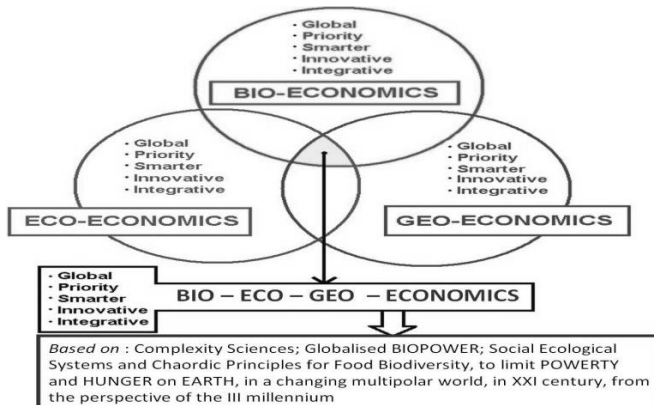 · Global
· Priority
· Smarter
· Innovative
· Integrative
BIO-ECONOMICS
· Global
· Priority
· Smarter
· Innovative
· Integrative
ECO-ECONOMICS
· Global
· Priority
· Smarter
· Innovative
· Integrative
GEO-ECONOMICS
· Global
· Priority
· Smarter
· Innovative
· Integrative
BIO – ECO – GEO – ECONOMICS
Based on : Complexity Sciences; Globalised BIOPOWER; Social Ecological
Systems and Chaordic Principles for Food Biodiversity, to limit POWERTY
and HUNGER on EARTH, in a changing multipolar world, in XXI century, from
the perspective of the III millennium